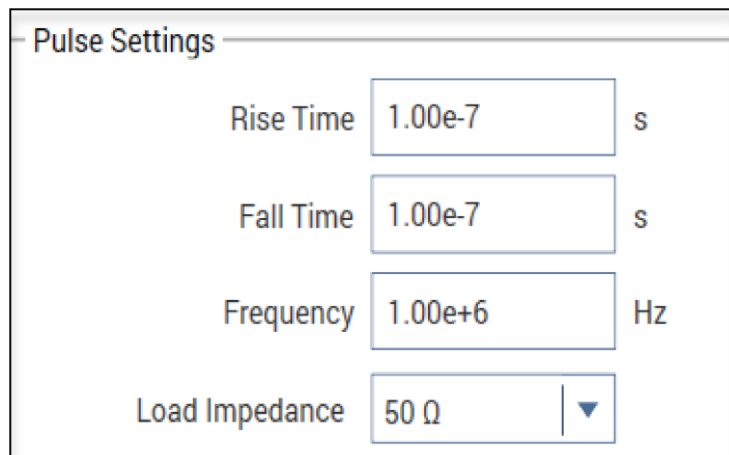 Pulse Settings
Rise Time 1.00e-7 s
Fall Time 1.00e-7 s
Frequency 1.00e+6 Hz
Load Impedance 50 Ω